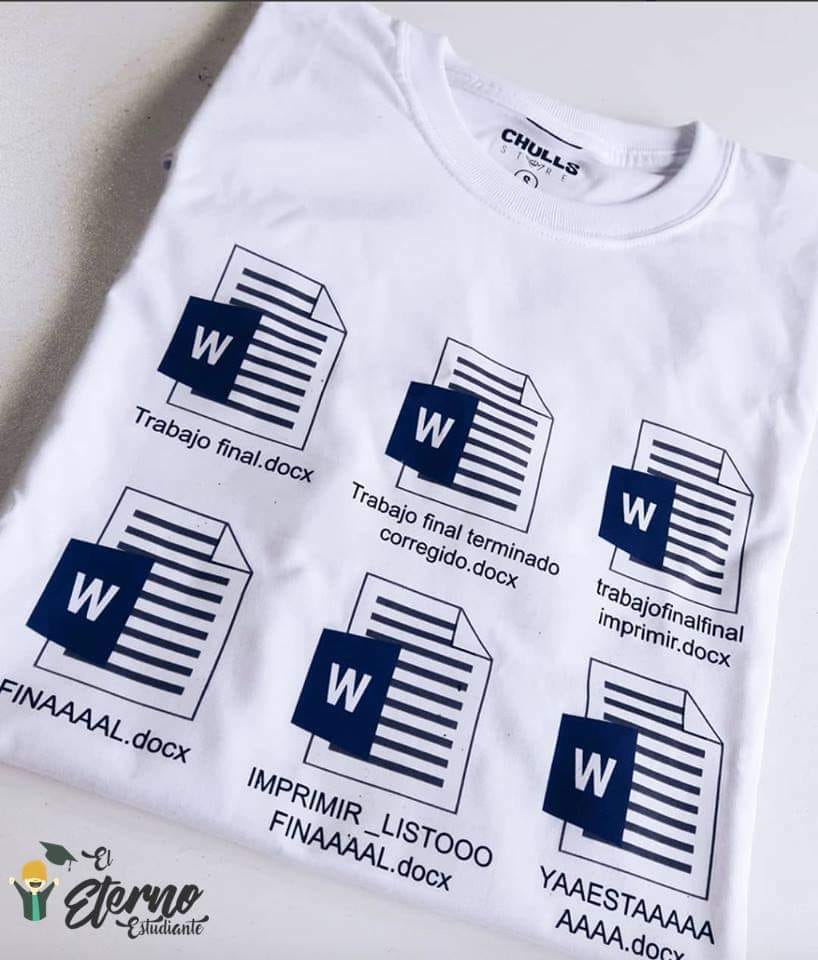 CHULLS
STORE
S
W
Trabajo final.docx
W
Trabajo final terminado
corregido.docx
W
trabajofinalfinal
imprimir.docx
W
FINAAAAL.docx
W
IMPRIMIR_LISTOOO
FINAAAAL.docx
W
YAAESTAAAAA
AAAA.docx
El
Eterno
Estudiante